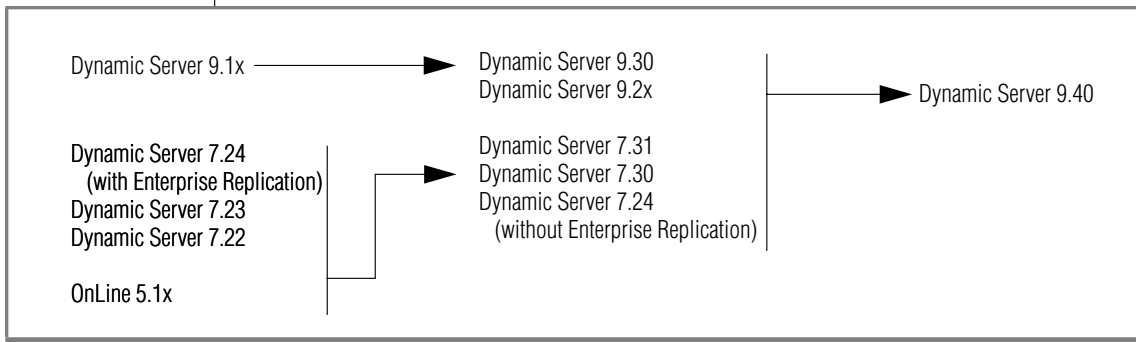 Dynamic Server 9.1x
Dynamic Server 7.24
(with Enterprise Replication)
Dynamic Server 7.23
Dynamic Server 7.22
OnLine 5.1x
Dynamic Server 9.30
Dynamic Server 9.2x
Dynamic Server 7.31
Dynamic Server 7.30
Dynamic Server 7.24
(without Enterprise Replication)
Dynamic Server 9.40